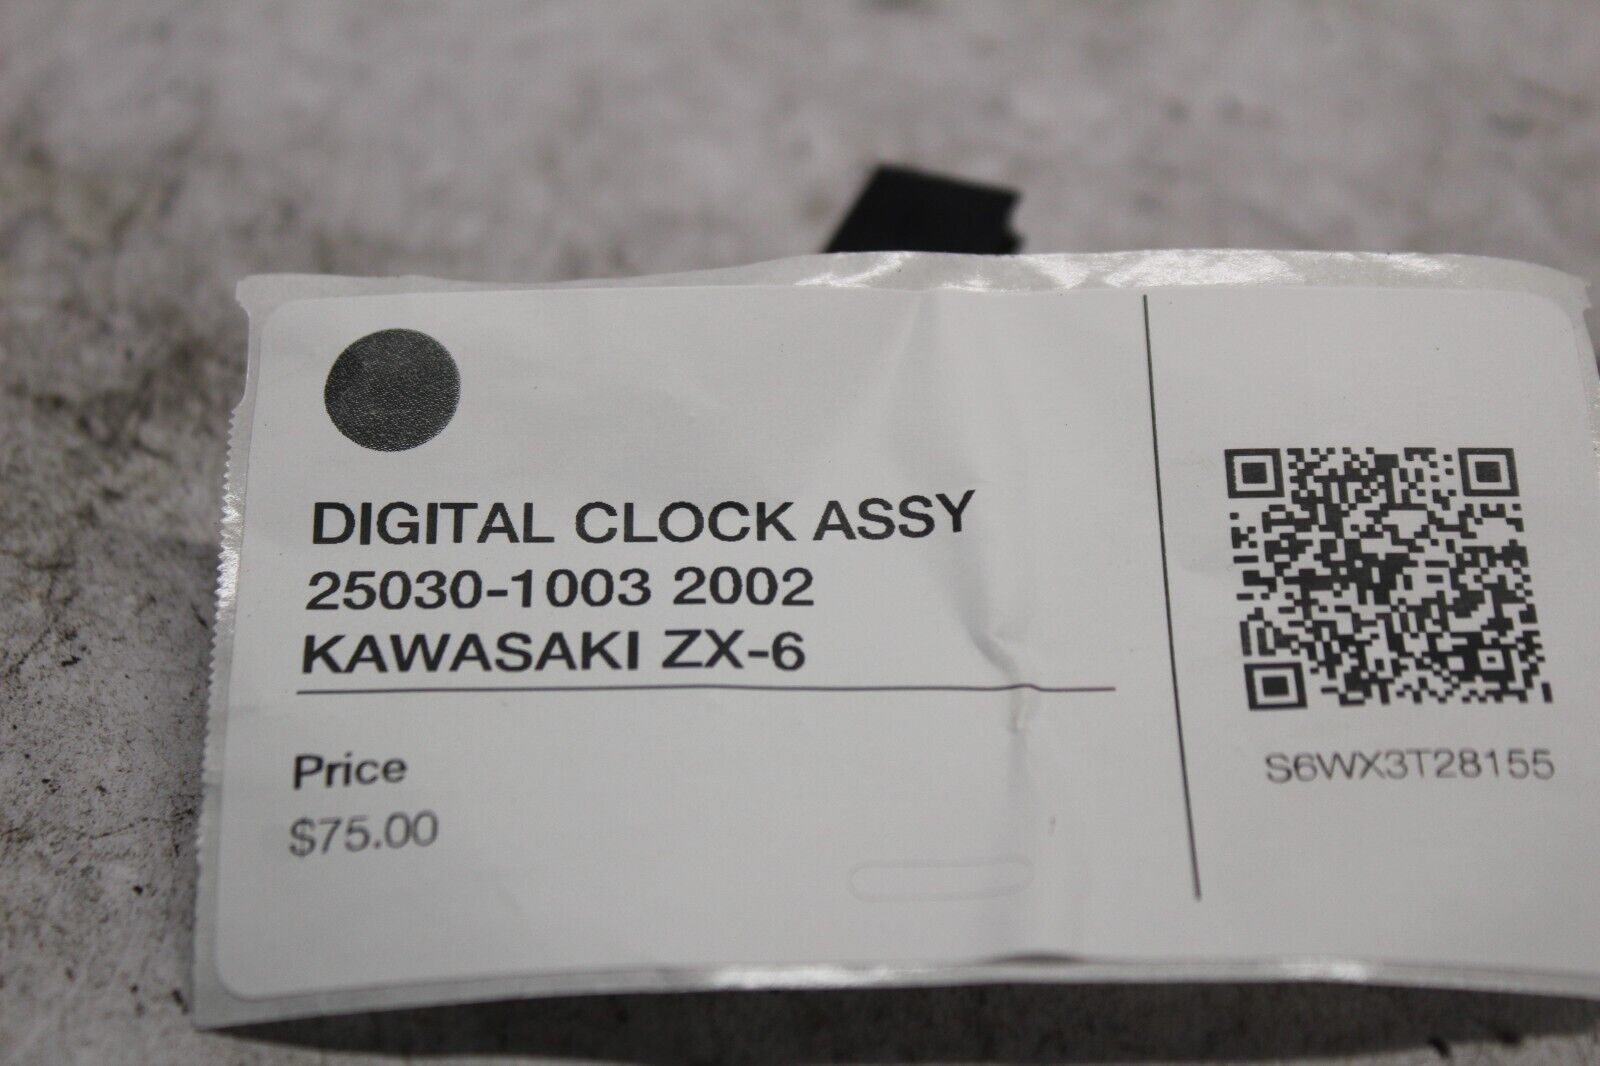 DIGITAL CLOCK ASSY
25030-1003 2002
KAWASAKI ZX-6
Price
$75.00
S6WX3T28155